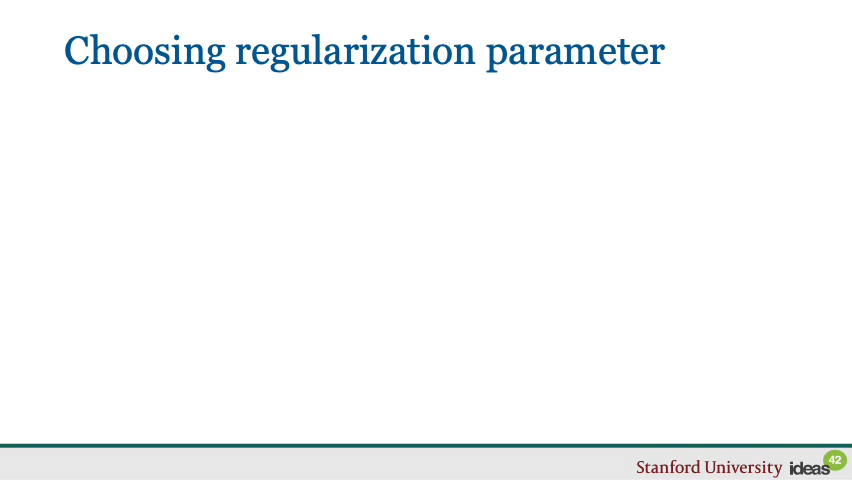 Choosing regularization parameter
Stanford University ideas 42